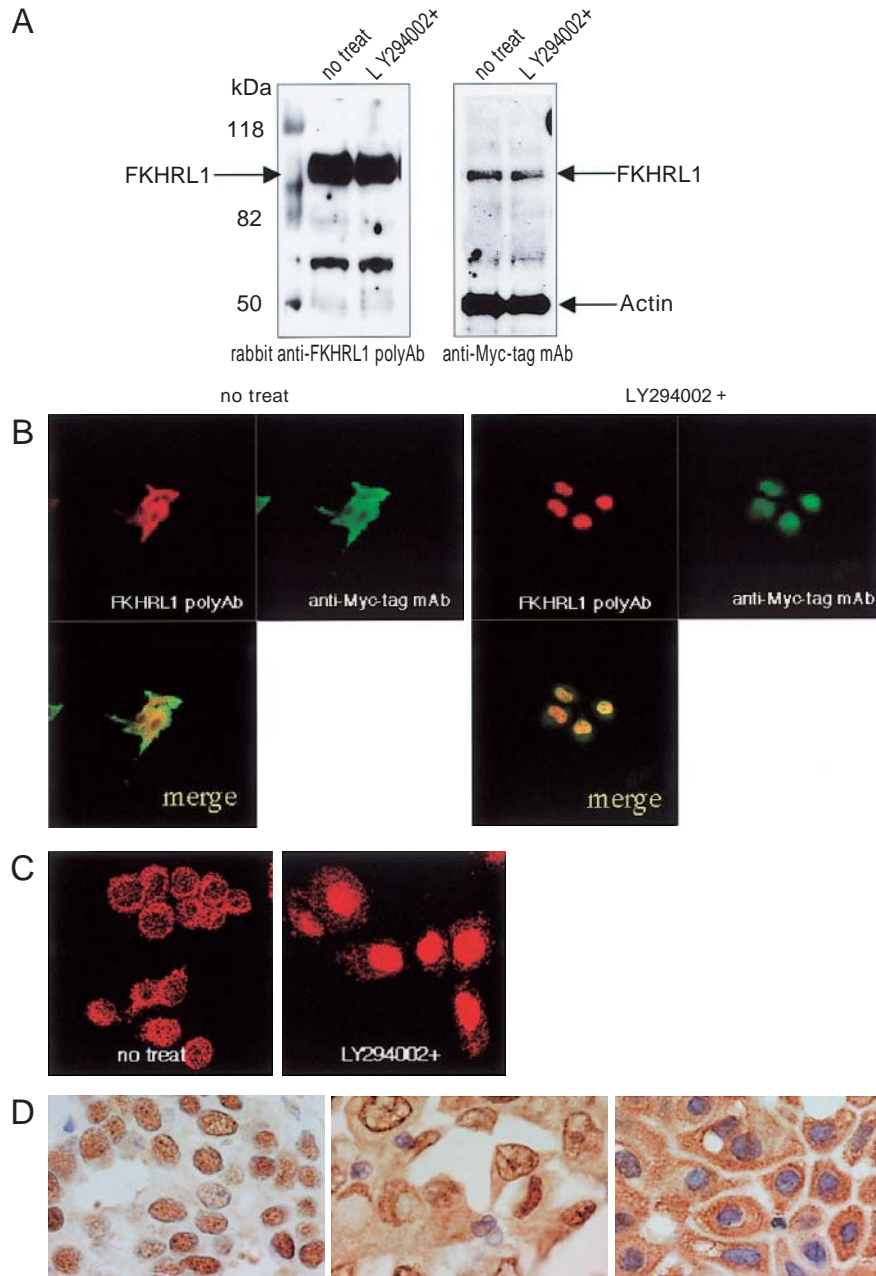 A
no treat
LY294002+
no treat
LY294002+
kDa
118
FKHRL1
FKHRL1
82
50
Actin
rabbit anti-FKHRL1 polyAb
anti-Myc-tag mAb
no treat
LY294002 +
B
FKHRL1 polyAb
anti-Myc-tag mAb
FKHRL1 polyAb
anti-Myc-tag mAb
merge
merge
C
no treat
LY294002+
D